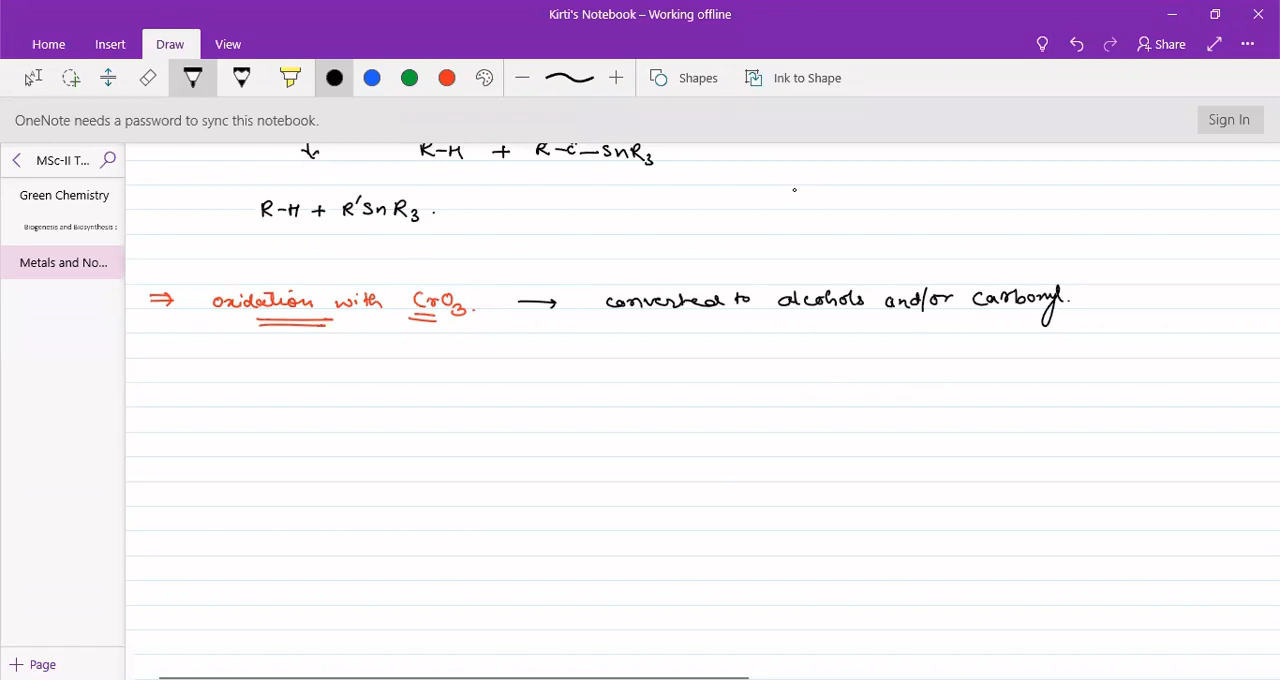 Kirti's Notebook – Working offline
Home Insert Draw View Share
Shapes Ink to Shape
OneNote needs a password to sync this notebook. Sign In
MSc-II T...
Green Chemistry
Biogenesis and Biosynthesis :
Metals and No...
Page
R-H + R-C-SnR3
R-H + R'SnR3.
⇒ oxidation with CrO3. → converted to alcohols and/or carbonyl.